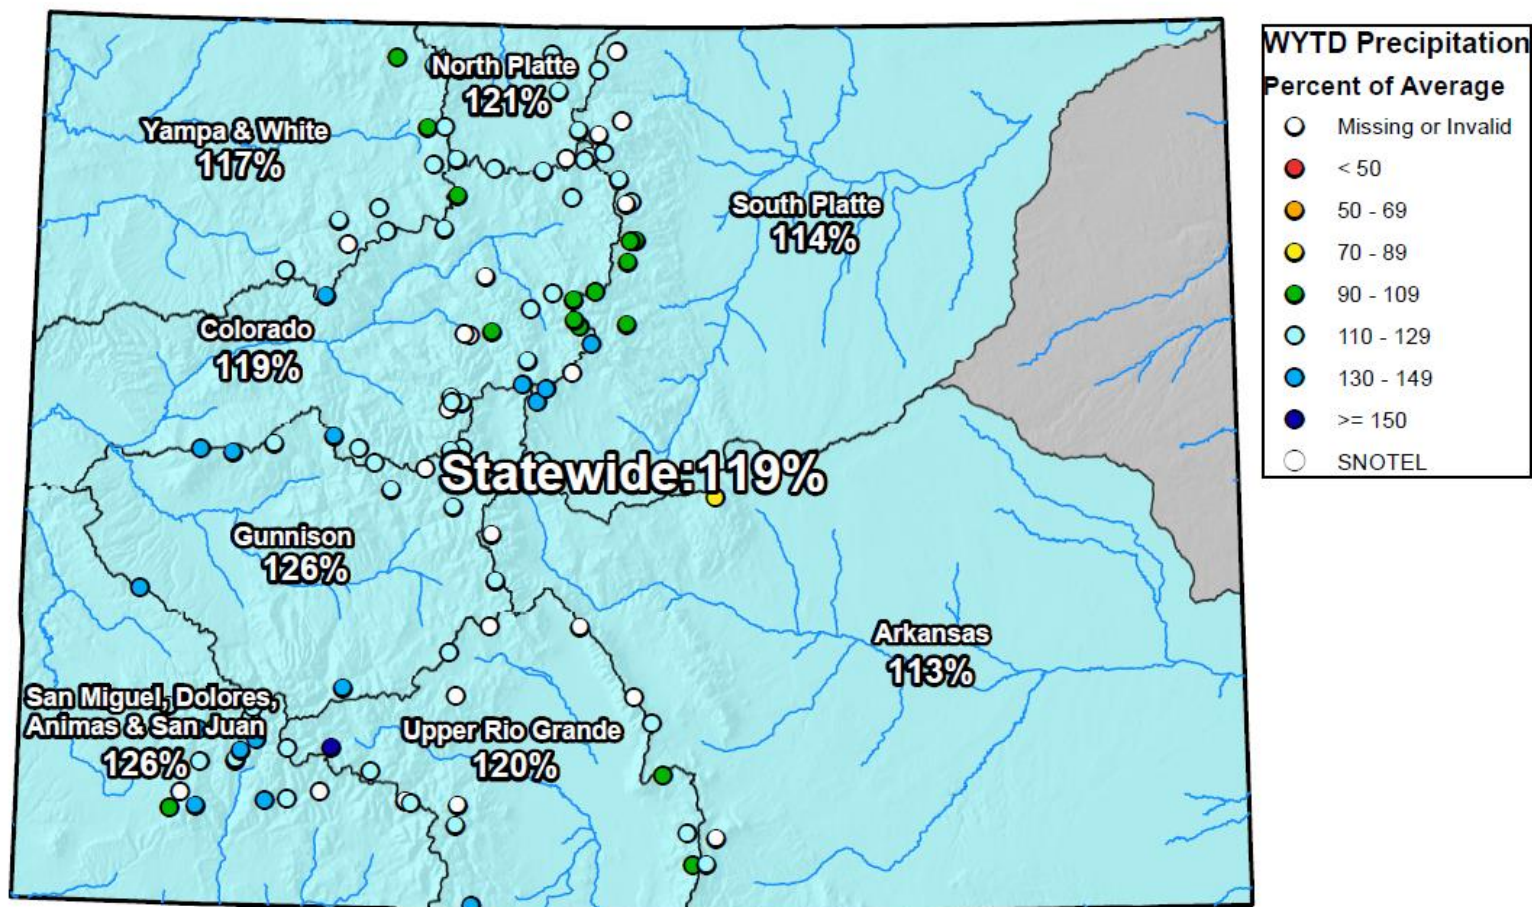 North Platte
121%
Yampa & White
117%
South Platte
114%
Colorado
119%
Statewide:119%
Gunnison
126%
Arkansas
113%
San Miguel, Dolores,
Animas & San Juan
126%
Upper Rio Grande
120%
WYTD Precipitation
Percent of Average
Missing or Invalid
< 50
50 - 69
70 - 89
90 - 109
110 - 129
130 - 149
>= 150
SNOTEL